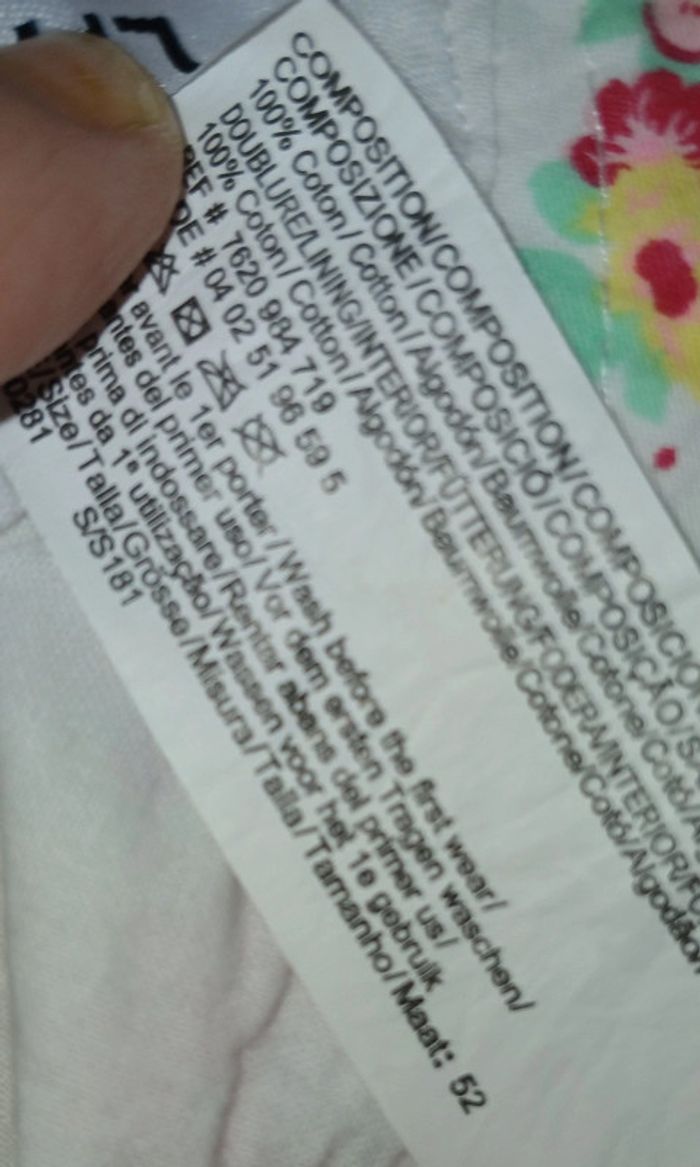 COMPOSITION/COMPOSITION/COMPOSICIÓ
COMPOSIZIONE/COMPOSICIÓ/COMPOSIÇÃO/
100% Coton/Cotton/Algodón/Baumwolle/Cotone/Cotó/
DOUBLURE/LINING/INTERIOR/FÜTTERUNG/FODERA/INTERIOR/F
100% Coton/Cotton/Algodón/Baumwolle/Cotone/Cotó/Algodão
REF # 7620 984 719
DE # 04 02 51 96 59 5
avant le 1er porter/Wash before the first wear/
antes del primer uso/Vor dem ersten Tragen waschen/
prima di indossare/Rentar abans del primer us/
ntes da 1ª utilização/Wassen voor het 1e gebruik
/Size/Talla/Grösse/Misura/Talla/Tamanho/Maat: 52
0281 S/S181